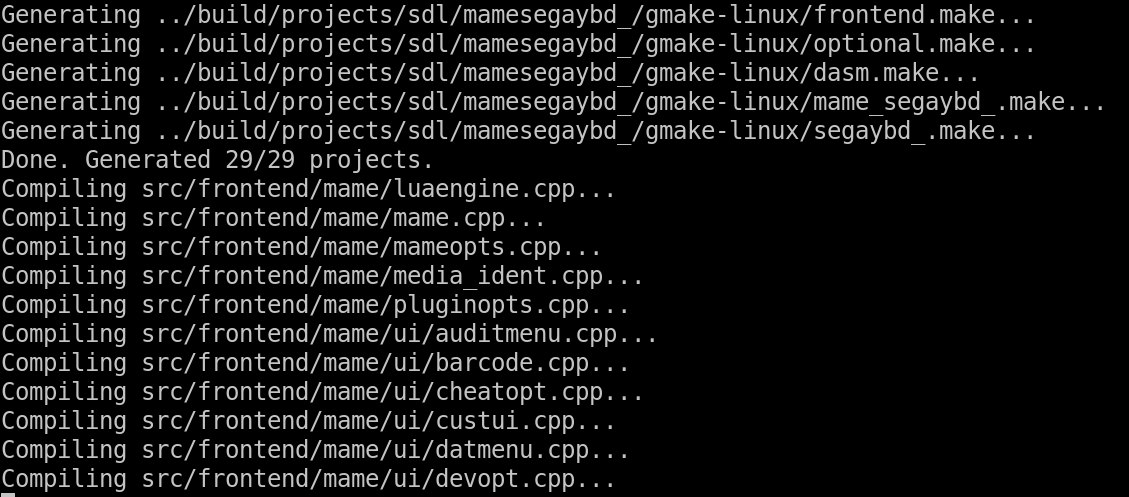 Generating ../build/projects/sdl/mamesegaybd_/gmake-linux/frontend.make...
Generating ../build/projects/sdl/mamesegaybd_/gmake-linux/optional.make...
Generating ../build/projects/sdl/mamesegaybd_/gmake-linux/dasm.make...
Generating ../build/projects/sdl/mamesegaybd_/gmake-linux/mame_segaybd_.make...
Generating ../build/projects/sdl/mamesegaybd_/gmake-linux/segaybd_.make...
Done. Generated 29/29 projects.
Compiling src/frontend/mame/luaengine.cpp...
Compiling src/frontend/mame/mame.cpp...
Compiling src/frontend/mame/mameopts.cpp...
Compiling src/frontend/mame/media_ident.cpp...
Compiling src/frontend/mame/pluginopts.cpp...
Compiling src/frontend/mame/ui/auditmenu.cpp...
Compiling src/frontend/mame/ui/barcode.cpp...
Compiling src/frontend/mame/ui/cheatopt.cpp...
Compiling src/frontend/mame/ui/custui.cpp...
Compiling src/frontend/mame/ui/datmenu.cpp...
Compiling src/frontend/mame/ui/devopt.cpp...